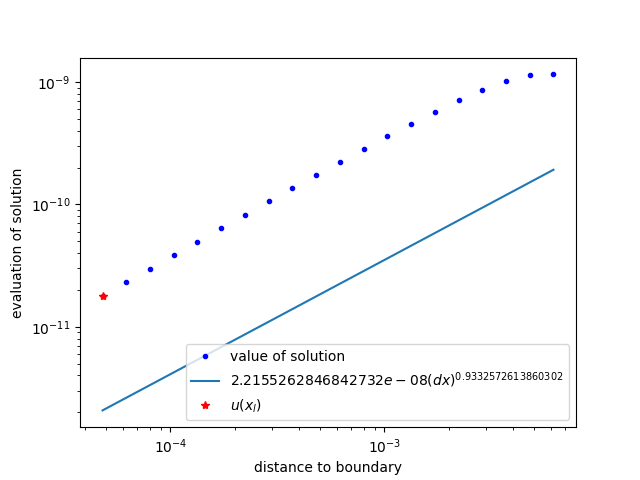 10⁻⁹
10⁻¹⁰
10⁻¹¹
evaluation of solution
value of solution
2.2155262846842732e − 08(dx)^0.9332572613860302
u(x_I)
10⁻⁴
10⁻³
distance to boundary